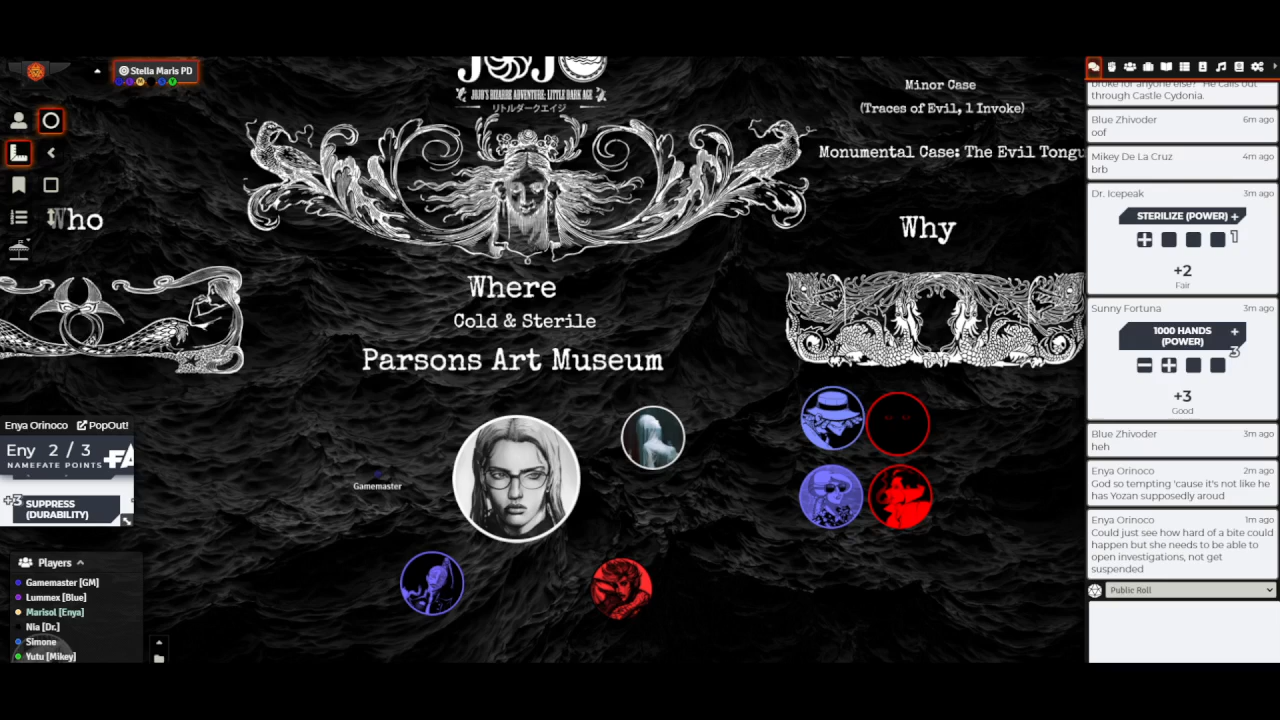 Stella Maris PD
JOJO
JOJO'S BIZARRE ADVENTURE: LITTLE DARK AGE
リトルダークエイジ
Minor Case
(Traces of Evil, 1 Invoke)
Monumental Case: The Evil Tongu
Who
Why
Where
Cold & Sterile
Parsons Art Museum
Gamemaster
Enya Orinoco PopOut!
Eny 2 / 3
NAME FATE POINTS
FA
+3 SUPPRESS
(DURABILITY)
Players
Gamemaster [GM]
Lummex [Blue]
Marisol [Enya]
Nia [Dr.]
Simone
Yutu [Mikey]
broke for anyone else? He calls out
through Castle Cydonia.
Blue Zhivoder 6m ago
oof
Mikey De La Cruz 4m ago
brb
Dr. Icepeak 3m ago
STERILIZE (POWER) +
1
+2
Fair
Sunny Fortuna 3m ago
1000 HANDS +
(POWER) 3
+3
Good
Blue Zhivoder 3m ago
heh
Enya Orinoco 2m ago
God so tempting 'cause it's not like he
has Yozan supposedly aroud
Enya Orinoco 1m ago
Could just see how hard of a bite could
happen but she needs to be able to
open investigations, not get
suspended
Public Roll